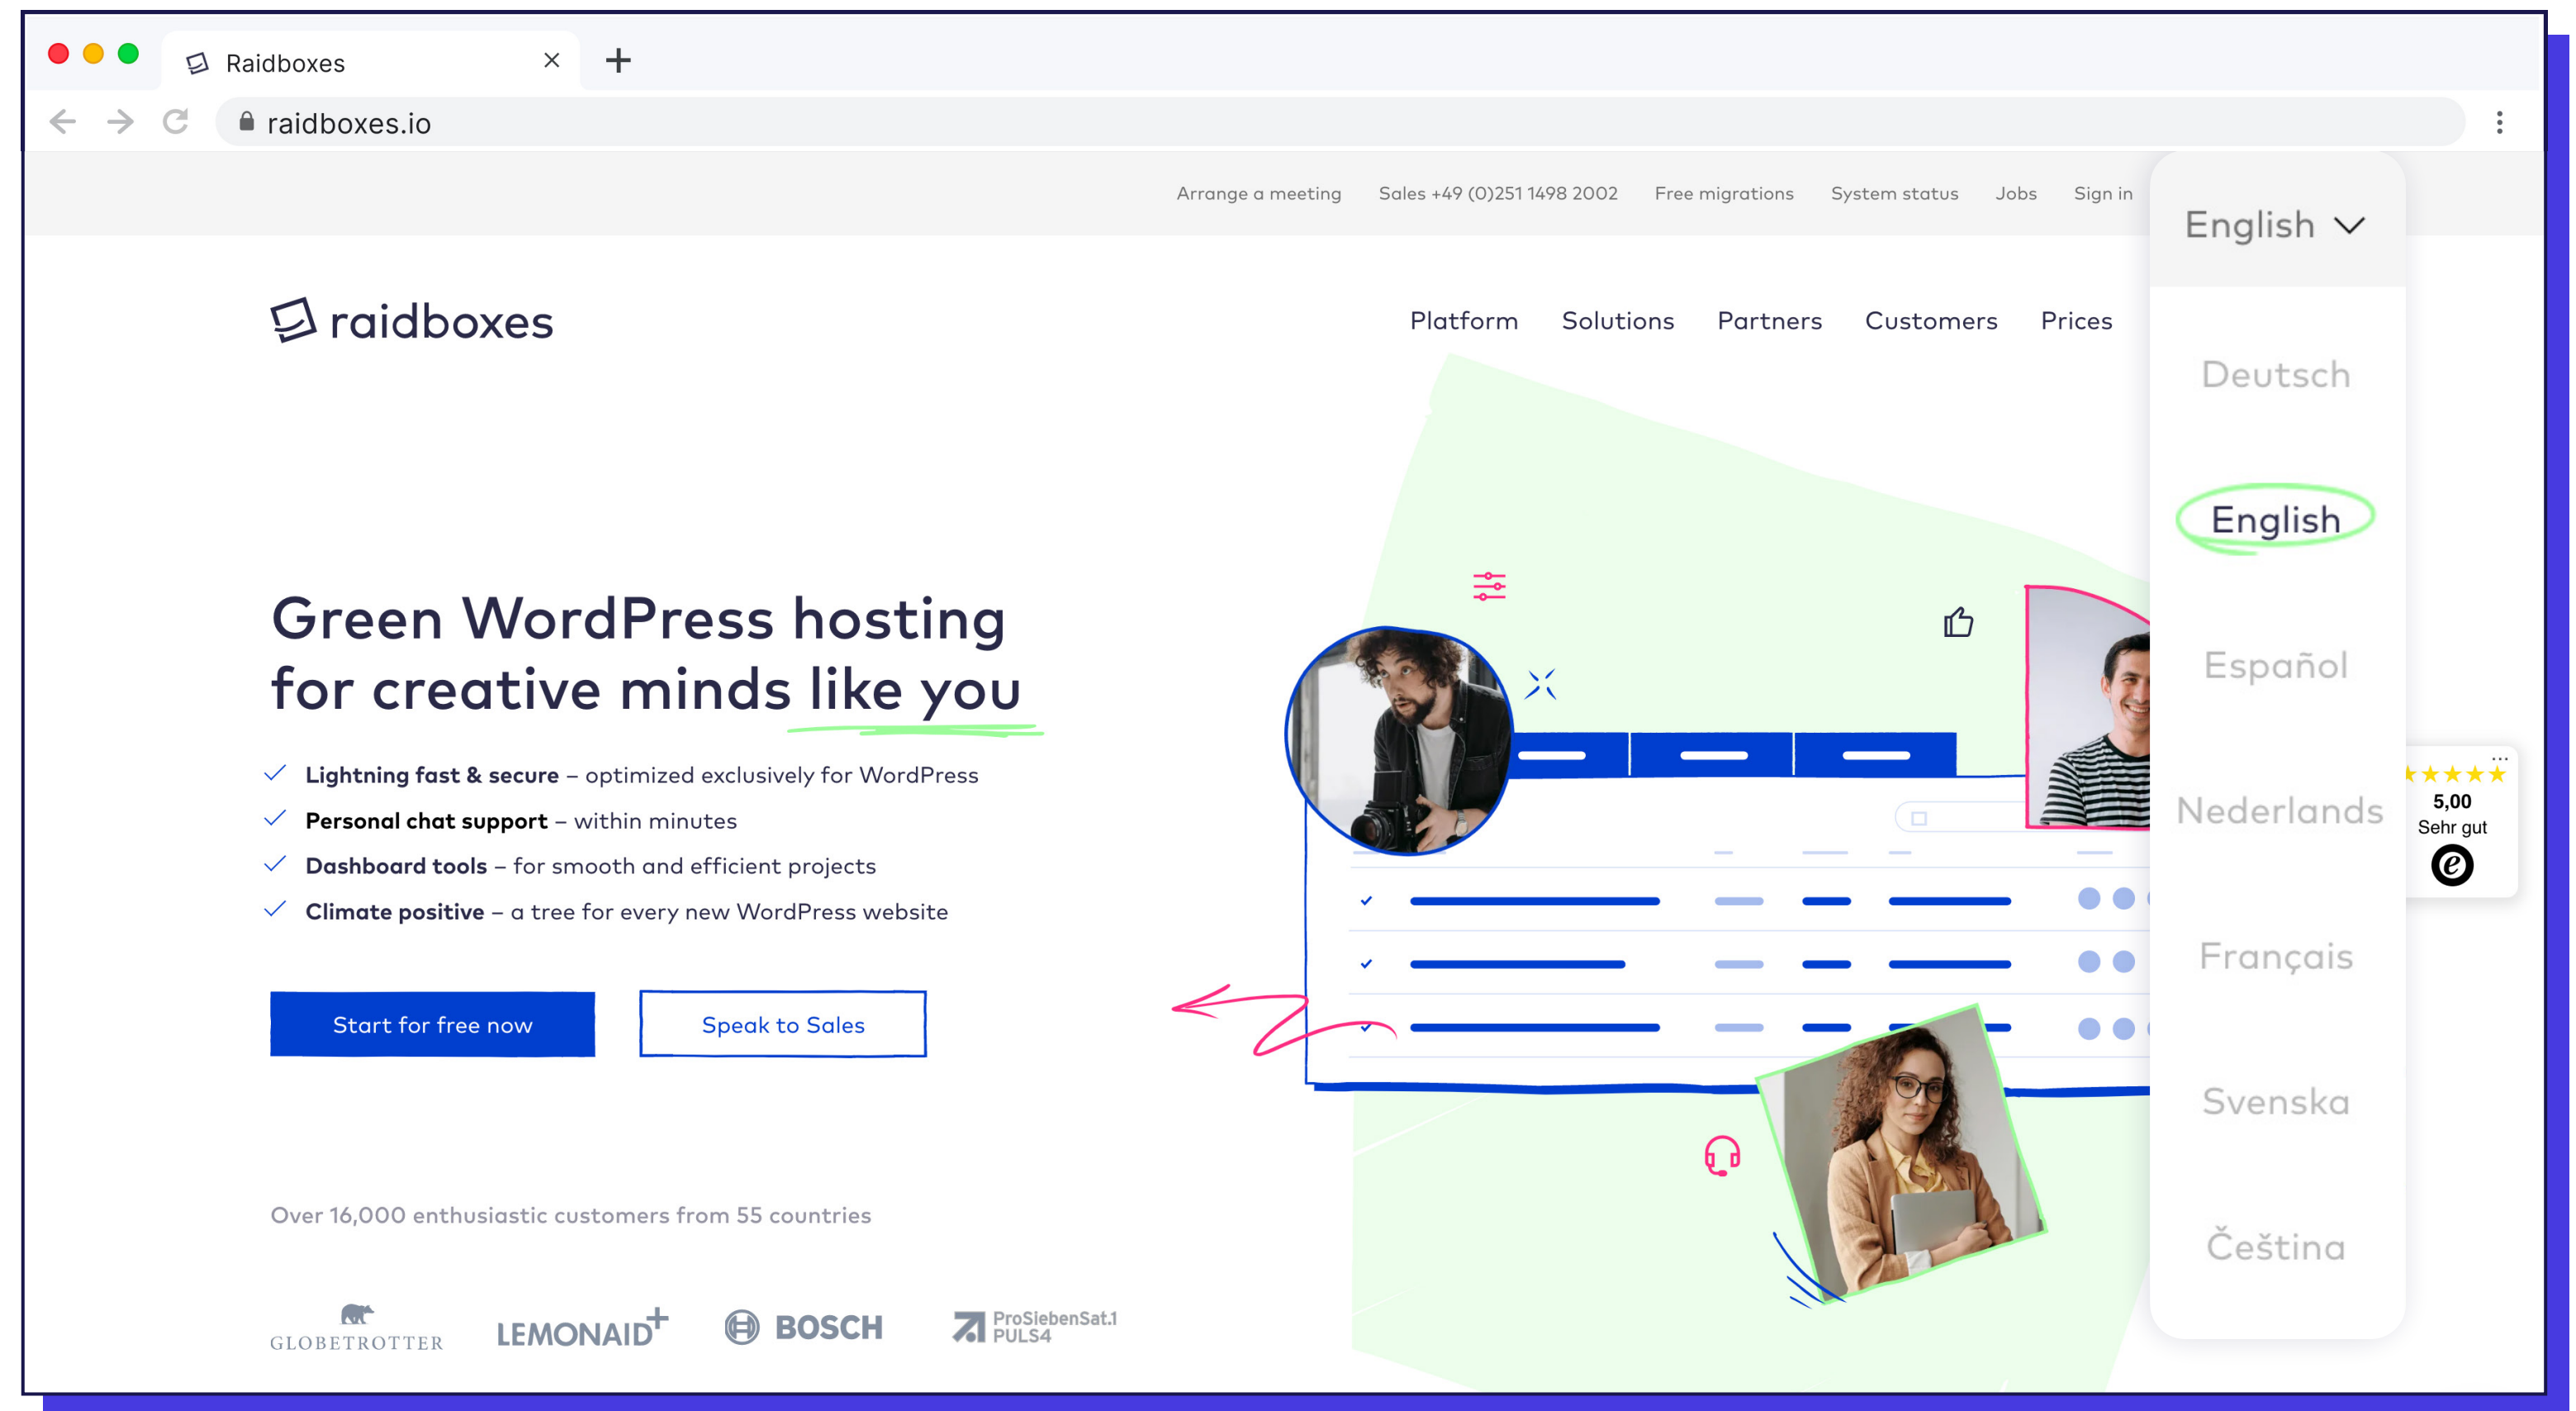 Raidboxes
raidboxes.io
Arrange a meeting Sales +49 (0)251 1498 2002 Free migrations System status Jobs Sign in
English
raidboxes
Platform Solutions Partners Customers Prices
Deutsch
English
Español
Nederlands
Français
Svenska
Čeština
Green WordPress hosting
for creative minds like you
Lightning fast & secure – optimized exclusively for WordPress
Personal chat support – within minutes
Dashboard tools – for smooth and efficient projects
Climate positive – a tree for every new WordPress website
Start for free now Speak to Sales
5,00
Sehr gut
e
Over 16,000 enthusiastic customers from 55 countries
GLOBETROTTER
LEMONAID+
BOSCH
ProSiebenSat.1
PULS4